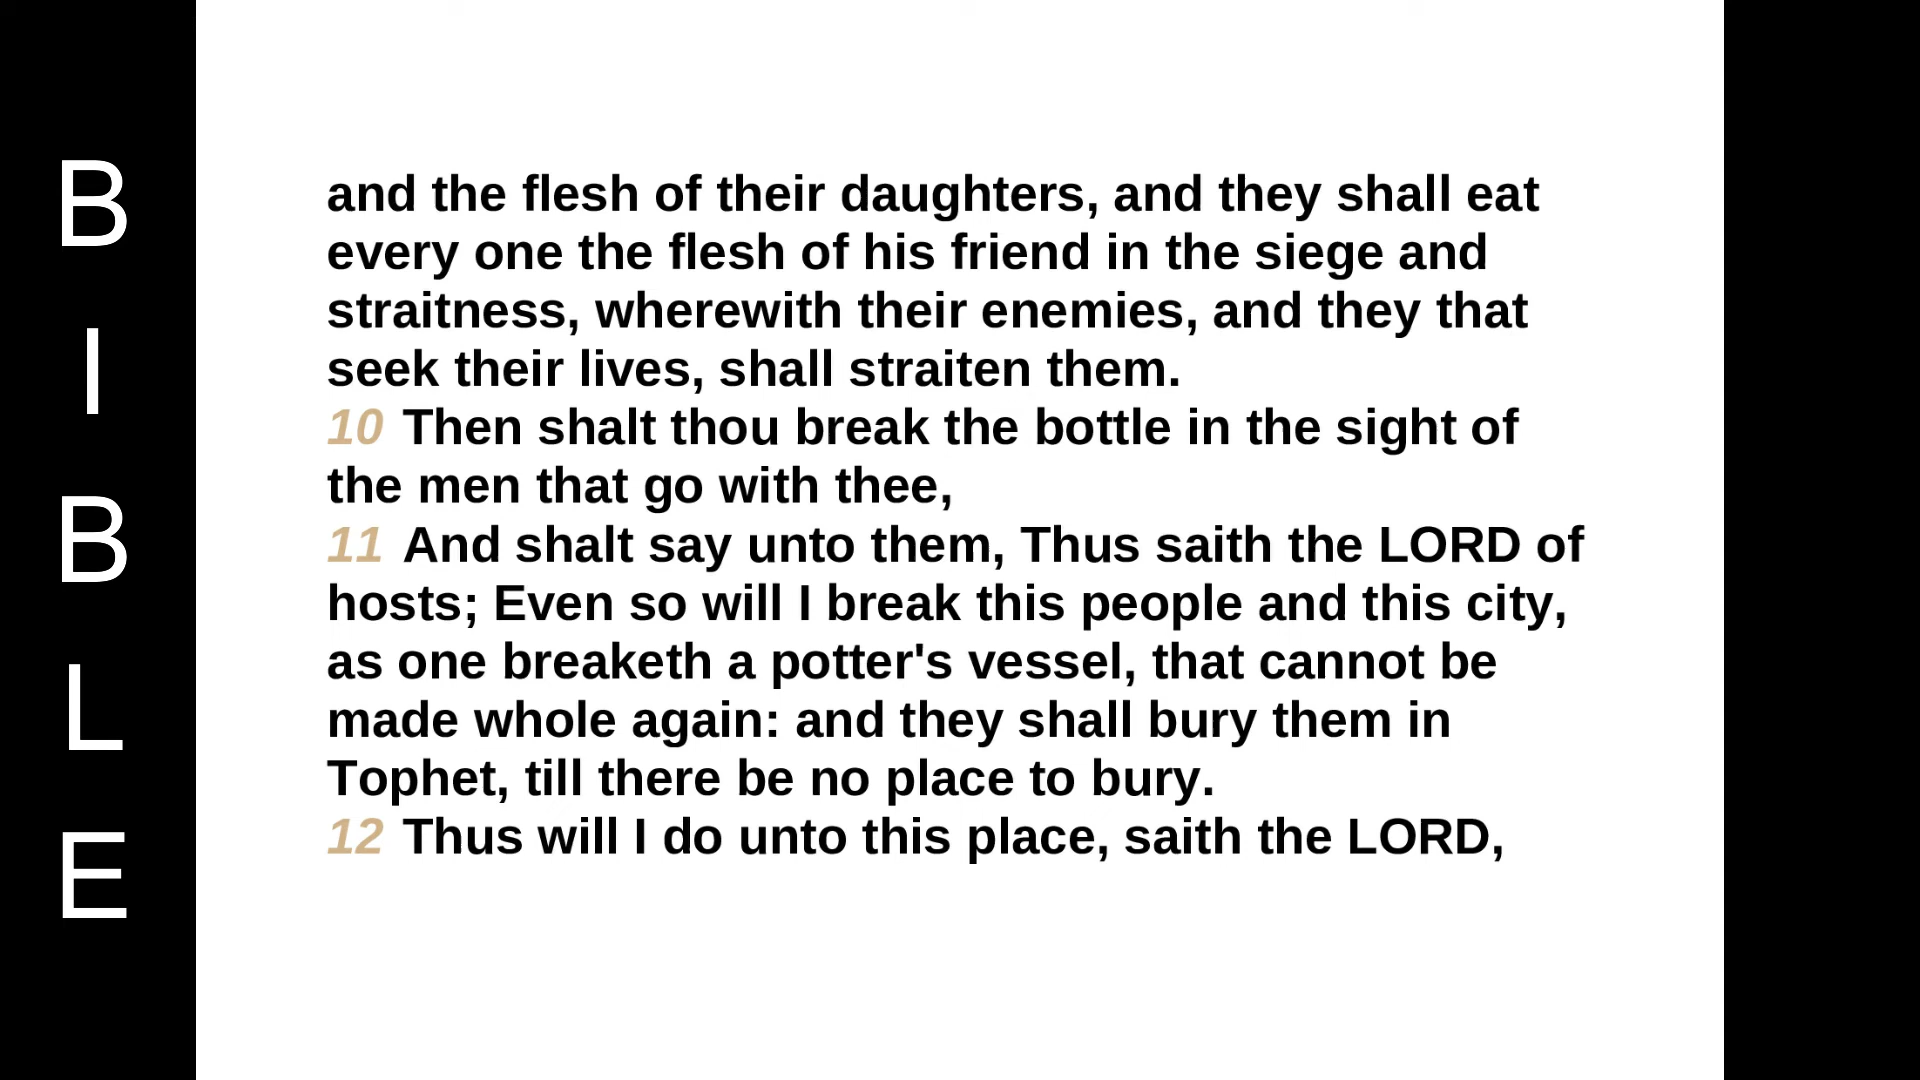 B
I
B
L
E
and the flesh of their daughters, and they shall eat
every one the flesh of his friend in the siege and
straitness, wherewith their enemies, and they that
seek their lives, shall straiten them.
10 Then shalt thou break the bottle in the sight of
the men that go with thee,
11 And shalt say unto them, Thus saith the LORD of
hosts; Even so will I break this people and this city,
as one breaketh a potter's vessel, that cannot be
made whole again: and they shall bury them in
Tophet, till there be no place to bury.
12 Thus will I do unto this place, saith the LORD,